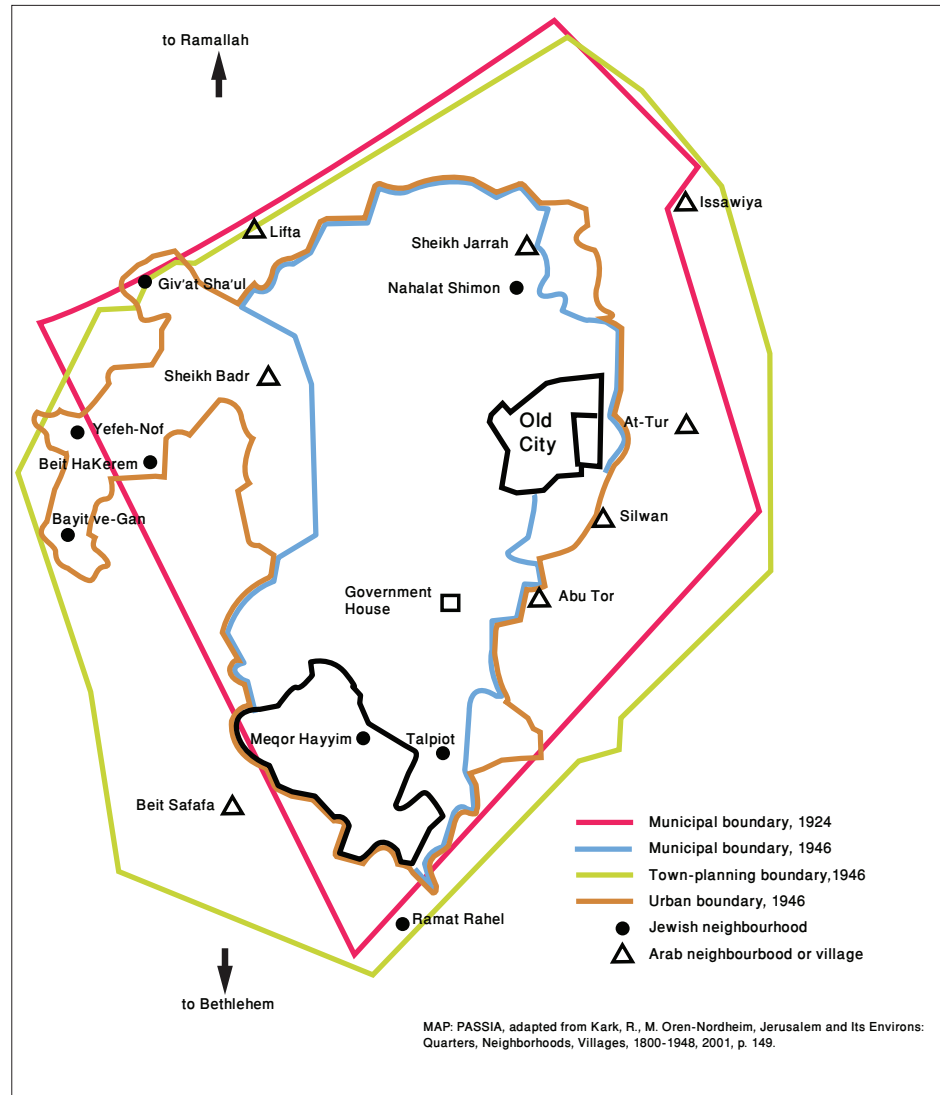 to Ramallah
Issawiya
Lifta
Sheikh Jarrah
Giv'at Sha'ul
Nahalat Shimon
Sheikh Badr
Old
City
At-Tur
Yefeh-Nof
Beit HaKerem
Bayit ve-Gan
Silwan
Government
House
Abu Tor
Meqor Hayyim
Talpiot
Beit Safafa
Ramat Rahel
to Bethlehem
Municipal boundary, 1924
Municipal boundary, 1946
Town-planning boundary,1946
Urban boundary, 1946
Jewish neighbourhood
Arab neighbourbood or village
MAP: PASSIA, adapted from Kark, R., M. Oren-Nordheim, Jerusalem and Its Environs:
Quarters, Neighborhoods, Villages, 1800-1948, 2001, p. 149.